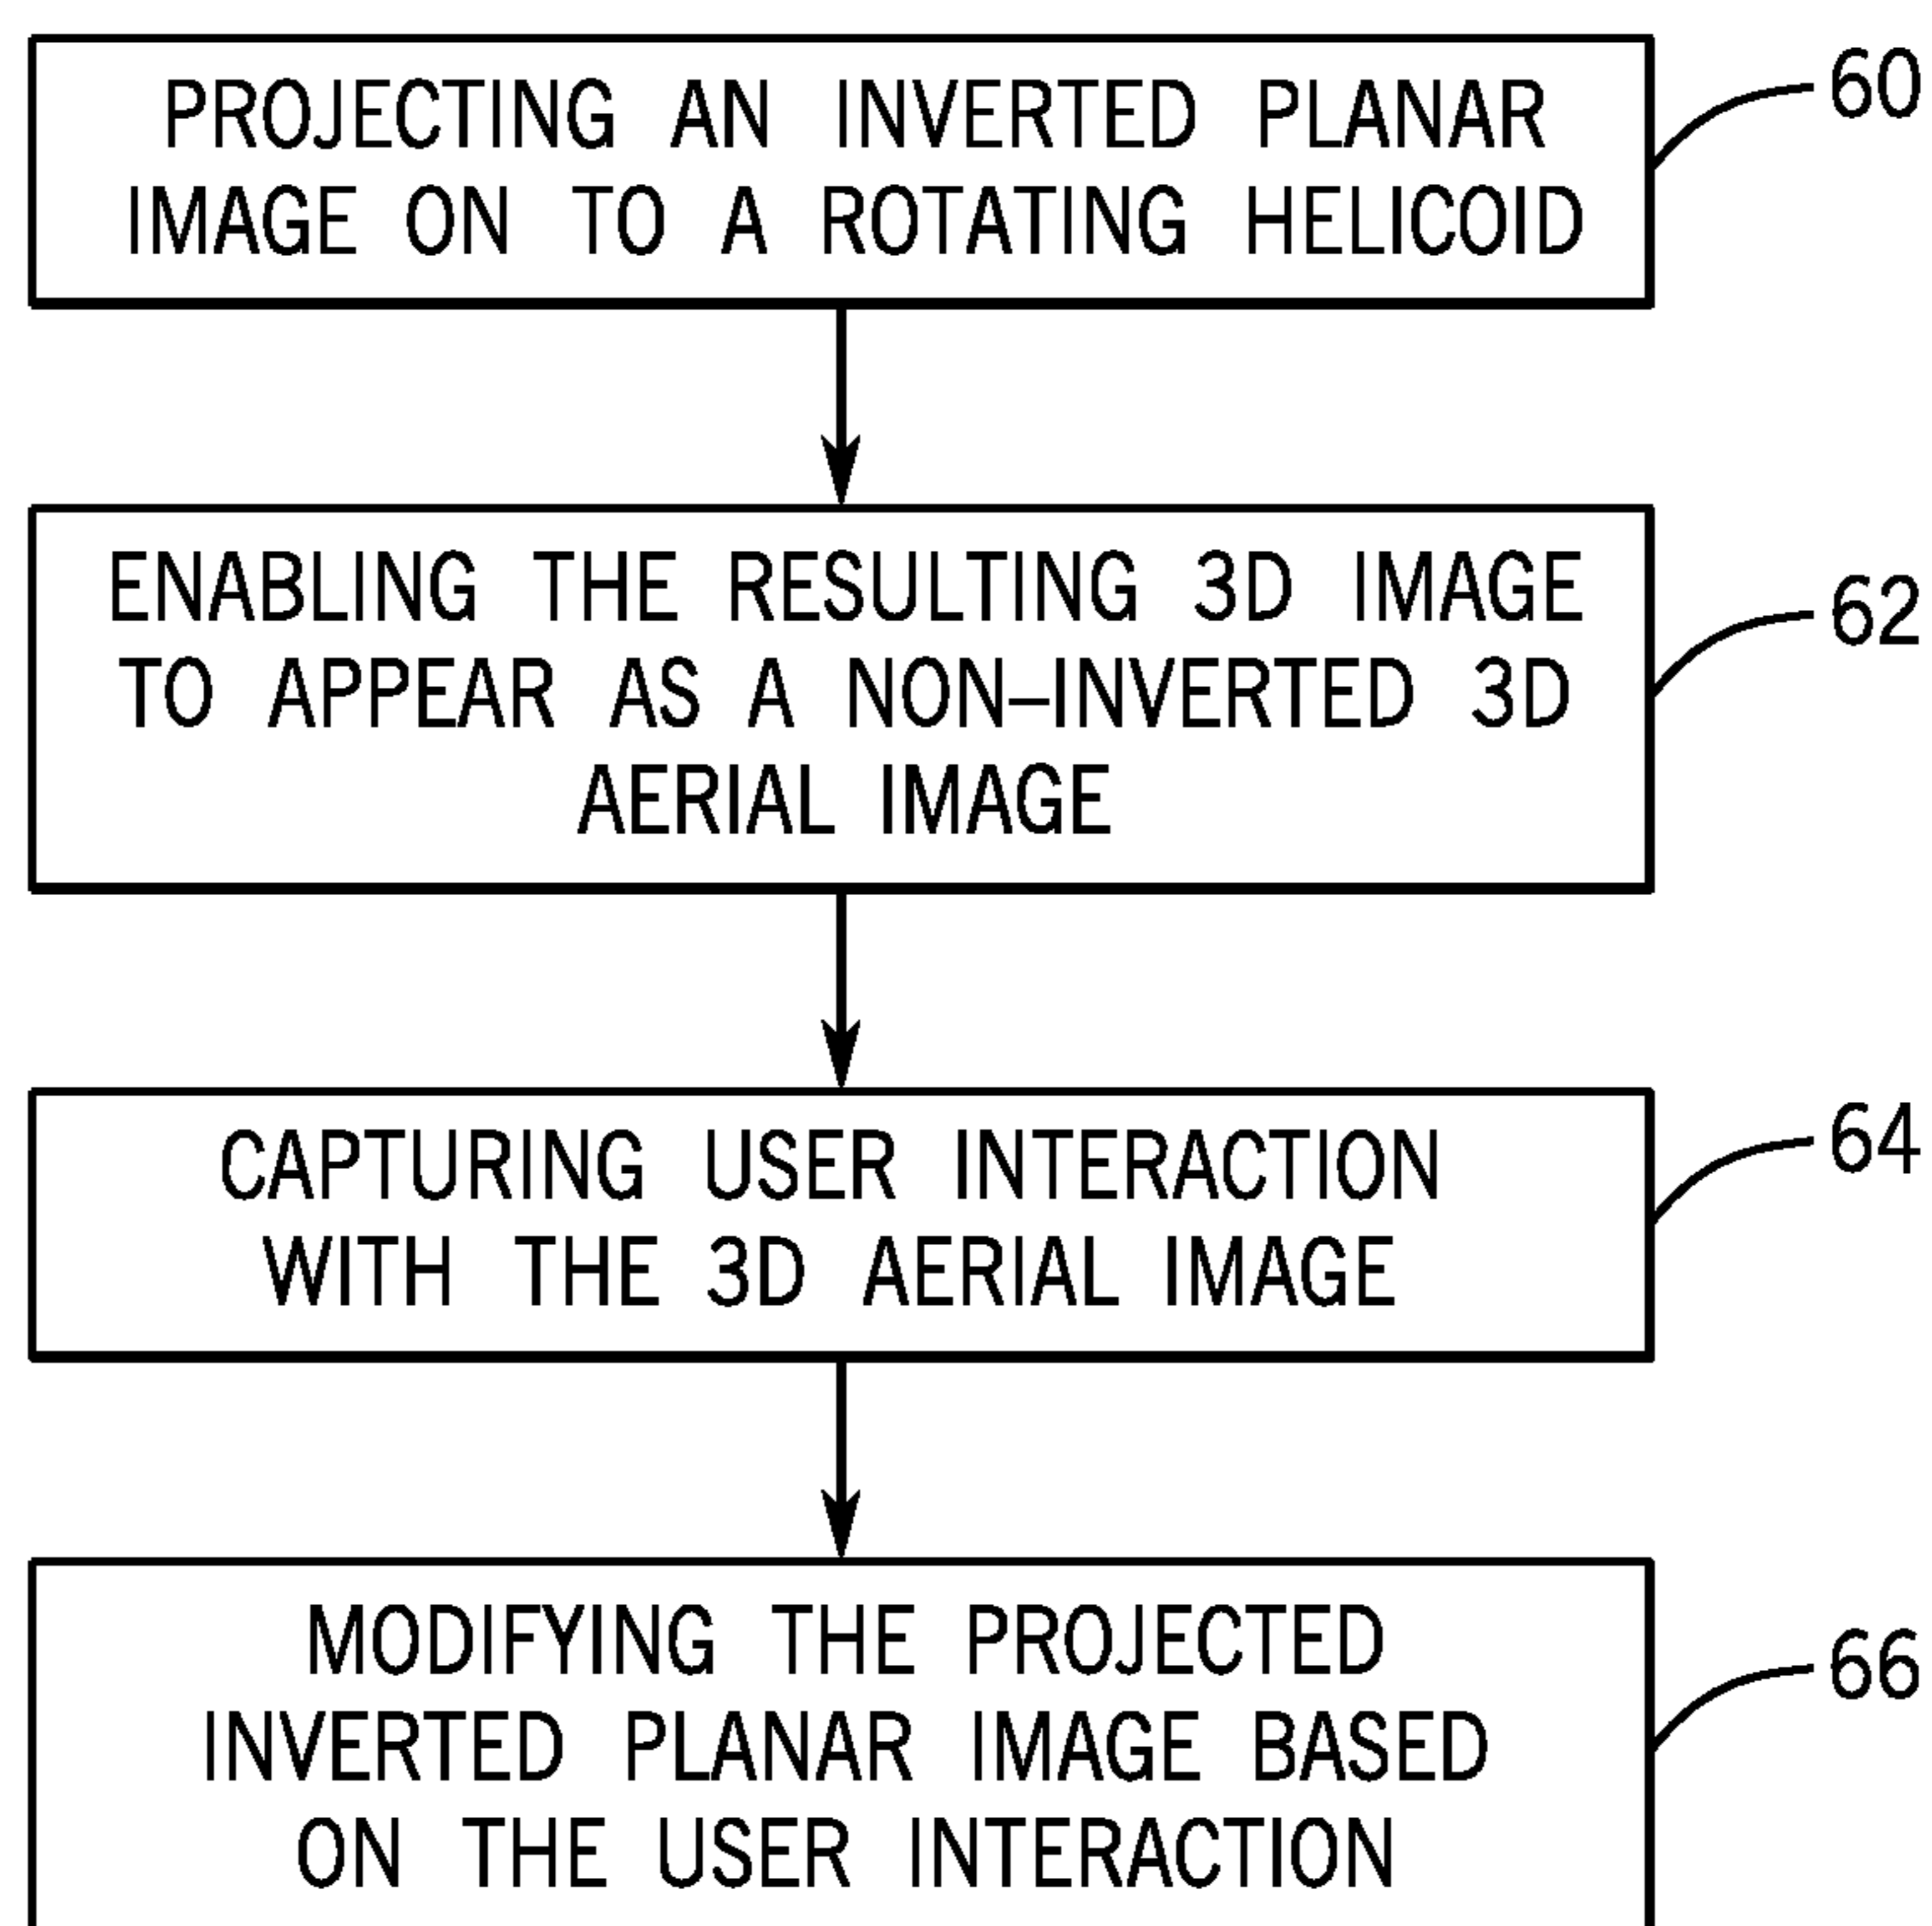 PROJECTING AN INVERTED PLANAR
IMAGE ON TO A ROTATING HELICOID
60
ENABLING THE RESULTING 3D IMAGE
TO APPEAR AS A NON–INVERTED 3D
AERIAL IMAGE
62
CAPTURING USER INTERACTION
WITH THE 3D AERIAL IMAGE
64
MODIFYING THE PROJECTED
INVERTED PLANAR IMAGE BASED
ON THE USER INTERACTION
66